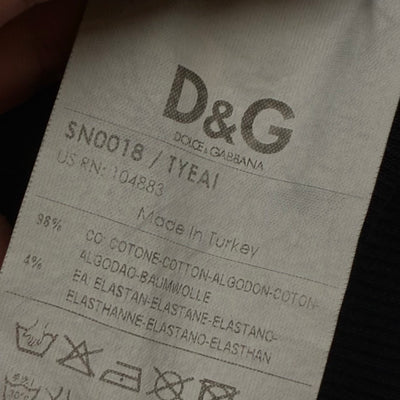 D&G
DOLCE&GABBANA
SN0018 / TYEAI
US RN: 104883
Made In Turkey
96% CO: COTONE-COTTON-ALGODON-COTON-
ALGODAO-BAUMWOLLE
4% EA: ELASTAN-ELASTANE-ELASTANO-
ELASTHANNE-ELASTANO-ELASTHAN